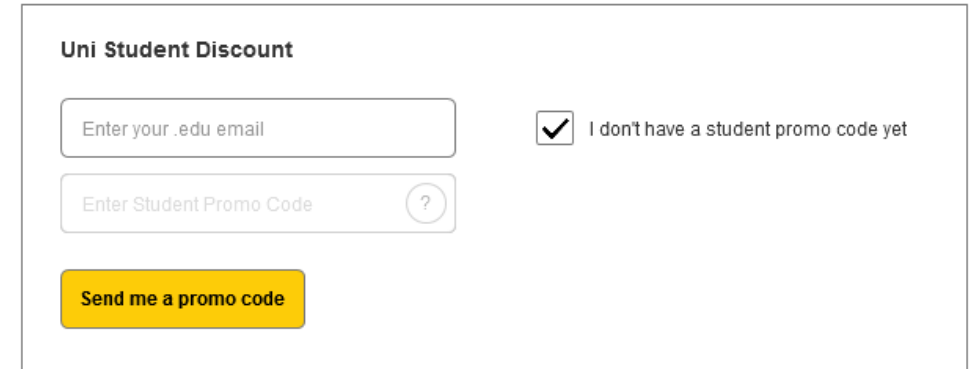 Uni Student Discount
Enter your .edu email
I don't have a student promo code yet
Enter Student Promo Code
?
Send me a promo code